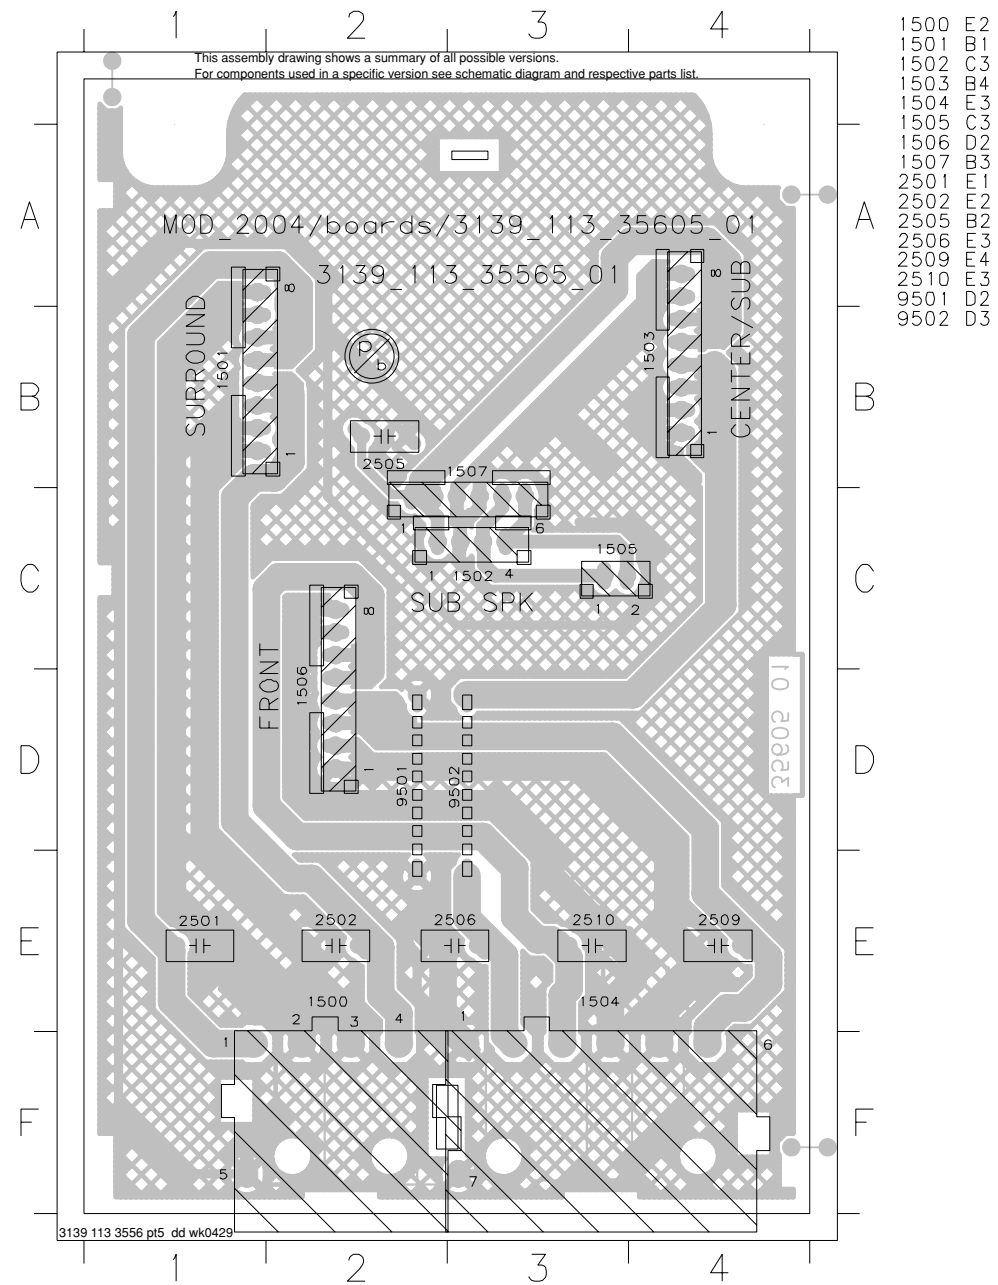 1 2 3 4
This assembly drawing shows a summary of all possible versions.
For components used in a specific version see schematic diagram and respective parts list.
1500 E2
1501 B1
1502 C3
1503 B4
1504 E3
1505 C3
1506 D2
1507 B3
2501 E1
2502 E2
2505 B2
2506 E3
2509 E4
2510 E3
9501 D2
9502 D3
A A
MOD_2004/boards/3139_113_35605_01
3139_113_35565_01
8 8
SURROUND
1501
1
P
b
1503
CENTER/SUB
1
B B
2505
1507
1 6
1505
1 1502 4
1 2
C C
SUB SPK
8
FRONT
1506
1
35605 01
D D
9501
9502
2501 2502 2506 2510 2509
E E
1500 1504
2 3 4 1
1 6
F F
5 7
3139 113 3556 pt5 dd wk0429
1 2 3 4